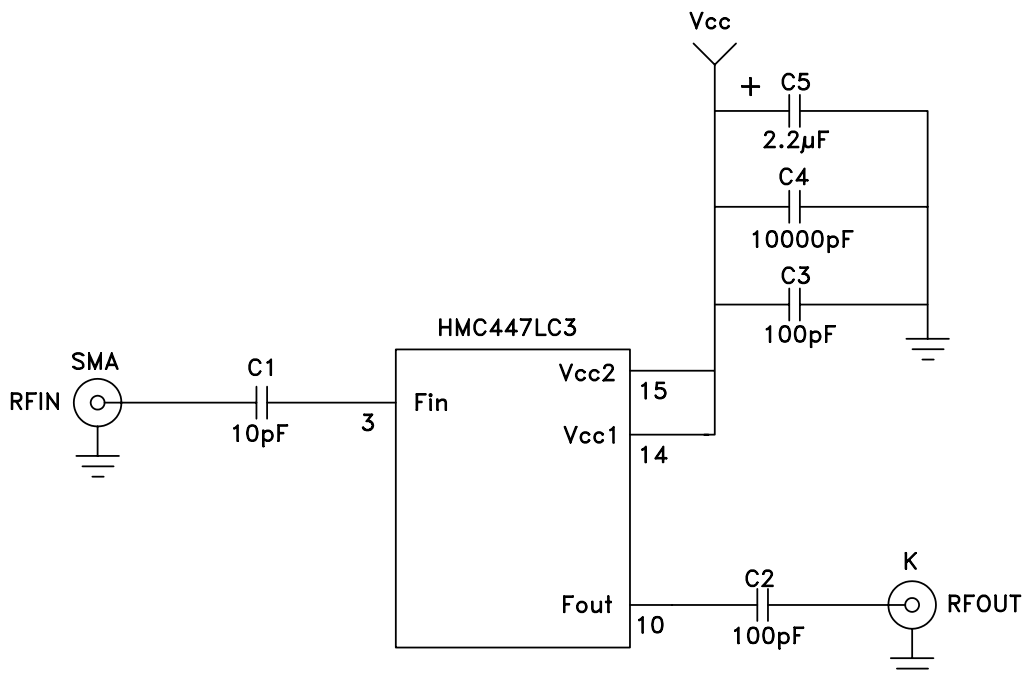 Vcc
+
C5
2.2µF
C4
10000pF
C3
100pF
HMC447LC3
SMA
RFIN
C1
10pF
3
Fin
Vcc2
15
Vcc1
14
K
C2
RFOUT
Fout
10
100pF